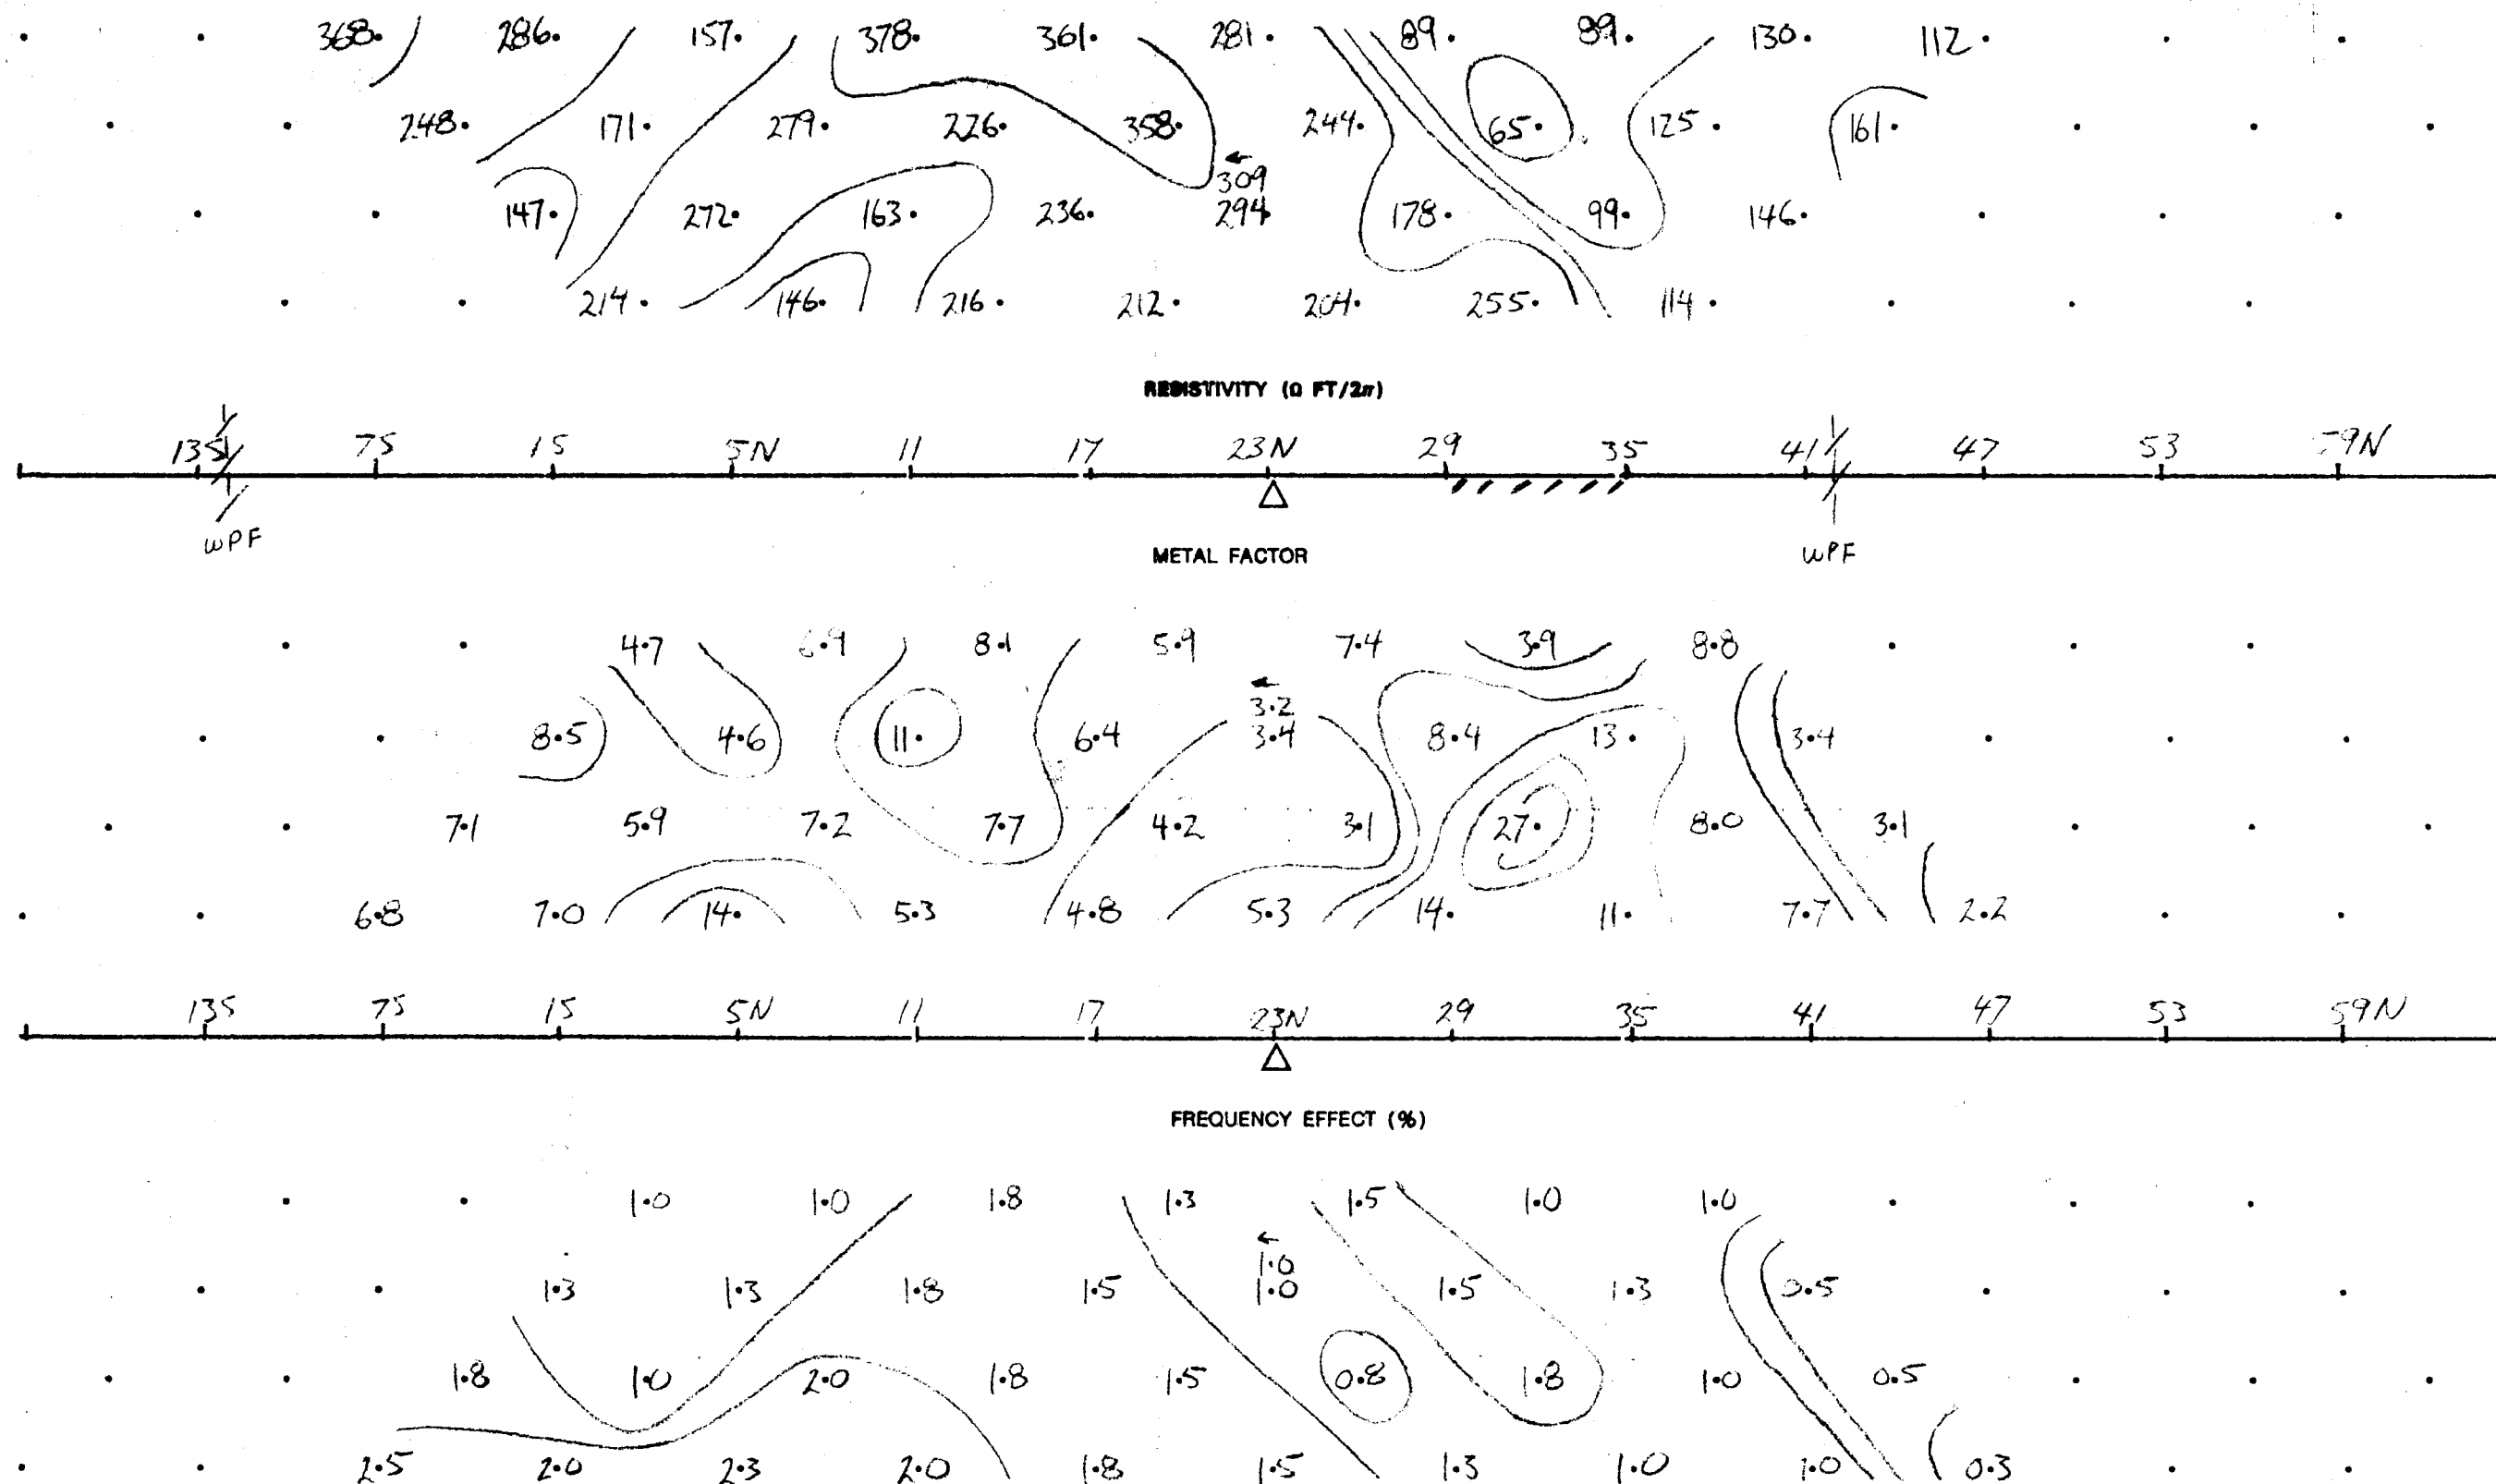 368. 286. 157. 378. 361. 281. 89. 89. 130. 112.
248. 171. 279. 226. 358. 244. 65. 125. 161.
309
147. 272. 163. 236. 294 178. 99. 146.
214. 146. 216. 212. 204. 255. 114.
RESISTIVITY (Ω FT/2π)
13S 7S 1S 5N 11 17 23N 29 35 41 47 53 59N
WPF WPF
METAL FACTOR
4.7 6.9 8.1 5.9 7.4 3.9 8.8
3.2
8.5 4.6 11. 6.4 3.4 8.4 13. 3.4
7.1 5.9 7.2 7.7 4.2 3.1 27. 8.0 3.1
6.8 7.0 14. 5.3 4.8 5.3 14. 11. 7.7 2.2
13S 7S 1S 5N 11 17 23N 29 35 41 47 53 59N
FREQUENCY EFFECT (%)
1.0 1.0 1.8 1.3 1.5 1.0 1.0
1.0
1.3 1.3 1.8 1.5 1.0 1.5 1.3 0.5
1.8 1.0 2.0 1.8 1.5 0.8 1.8 1.0 0.5
2.5 2.0 2.3 2.0 1.8 1.5 1.3 1.0 1.0 0.3